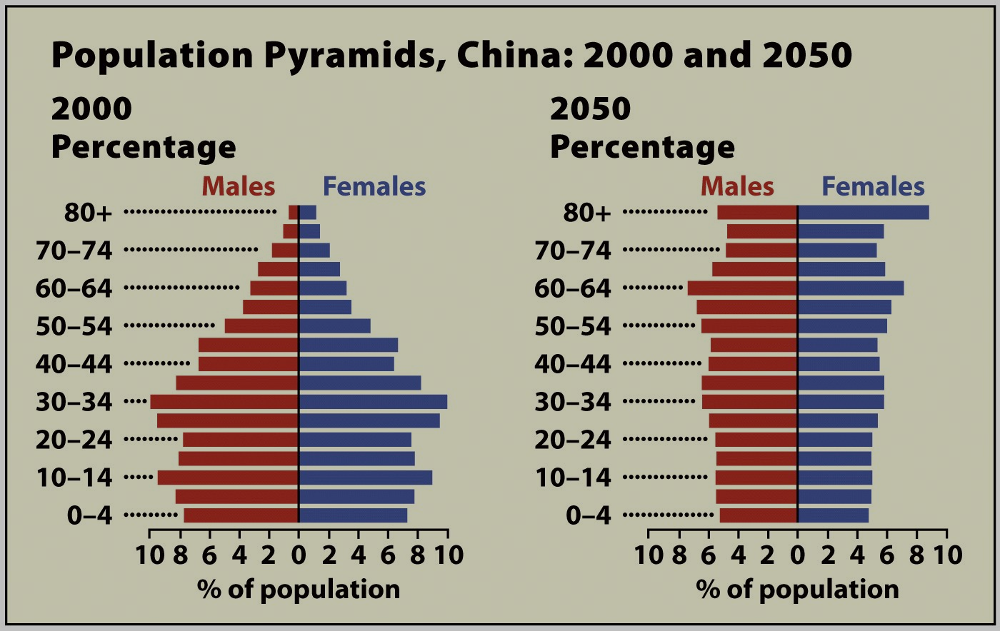 Population Pyramids, China: 2000 and 2050
2000
Percentage
Males Females
80+
70–74
60–64
50–54
40–44
30–34
20–24
10–14
0–4
10 8 6 4 2 0 2 4 6 8 10
% of population
2050
Percentage
Males Females
80+
70–74
60–64
50–54
40–44
30–34
20–24
10–14
0–4
10 8 6 4 2 0 2 4 6 8 10
% of population